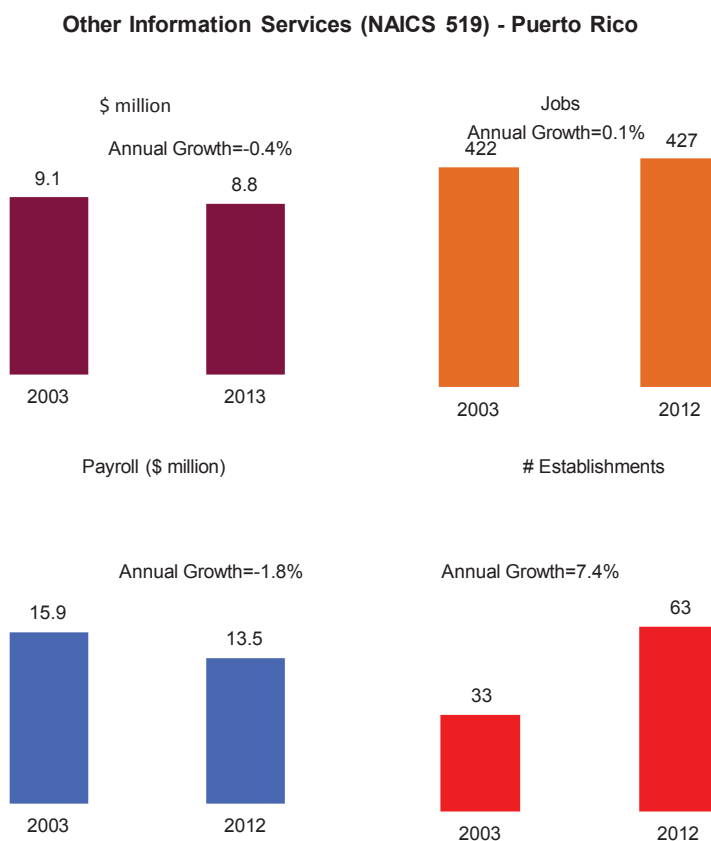 Other Information Services (NAICS 519) - Puerto Rico
$ million
Annual Growth=-0.4%
9.1
8.8
2003
2013
Jobs
Annual Growth=0.1%
422
427
2003
2012
Payroll ($ million)
Annual Growth=-1.8%
15.9
13.5
2003
2012
# Establishments
Annual Growth=7.4%
33
63
2003
2012